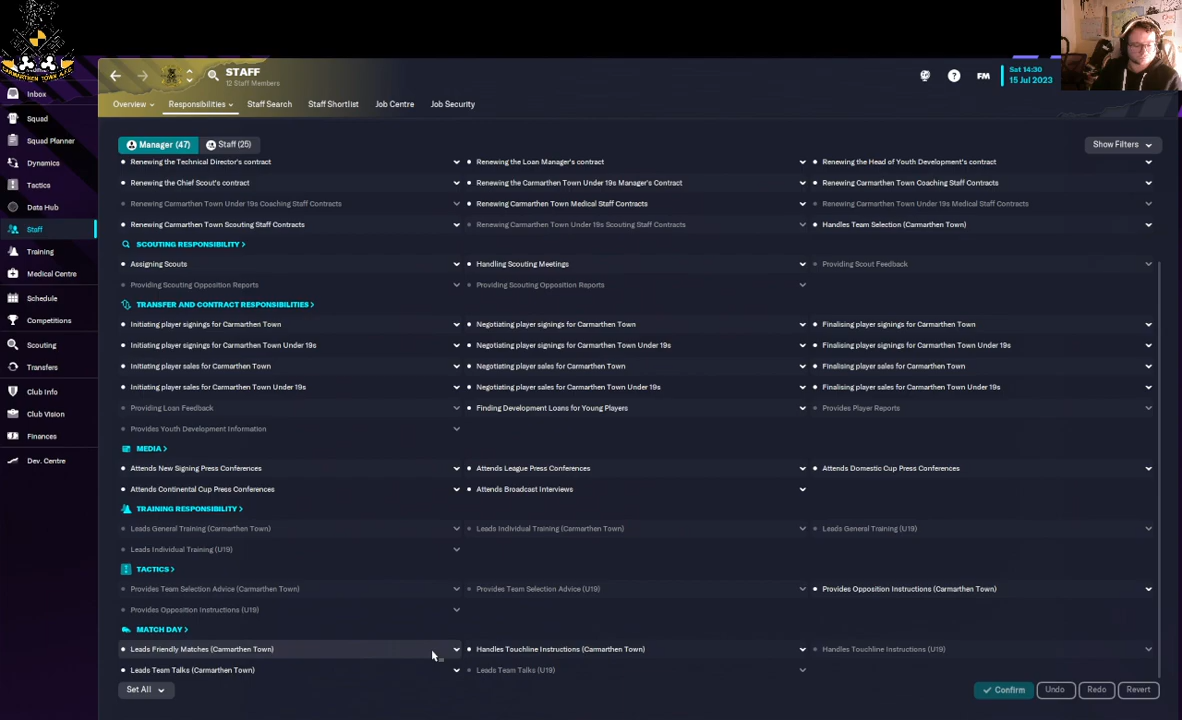 CARMARTHEN TOWN A.F.C.
STAFF
12 Staff Members
FM
Sat 14:30
15 Jul 2023
Inbox
Squad
Squad Planner
Dynamics
Tactics
Data Hub
Staff
Training
Medical Centre
Schedule
Competitions
Scouting
Transfers
Club Info
Club Vision
Finances
Dev. Centre
Overview Responsibilities Staff Search Staff Shortlist Job Centre Job Security
Manager (47) Staff (25) Show Filters
Renewing the Technical Director's contract Renewing the Loan Manager's contract Renewing the Head of Youth Development's contract
Renewing the Chief Scout's contract Renewing the Carmarthen Town Under 19s Manager's Contract Renewing Carmarthen Town Coaching Staff Contracts
Renewing Carmarthen Town Under 19s Coaching Staff Contracts Renewing Carmarthen Town Medical Staff Contracts Renewing Carmarthen Town Under 19s Medical Staff Contracts
Renewing Carmarthen Town Scouting Staff Contracts Renewing Carmarthen Town Under 19s Scouting Staff Contracts Handles Team Selection (Carmarthen Town)
SCOUTING RESPONSIBILITY >
Assigning Scouts Handling Scouting Meetings Providing Scout Feedback
Providing Scouting Opposition Reports Providing Scouting Opposition Reports
TRANSFER AND CONTRACT RESPONSIBILITIES >
Initiating player signings for Carmarthen Town Negotiating player signings for Carmarthen Town Finalising player signings for Carmarthen Town
Initiating player signings for Carmarthen Town Under 19s Negotiating player signings for Carmarthen Town Under 19s Finalising player signings for Carmarthen Town Under 19s
Initiating player sales for Carmarthen Town Negotiating player sales for Carmarthen Town Finalising player sales for Carmarthen Town
Initiating player sales for Carmarthen Town Under 19s Negotiating player sales for Carmarthen Town Under 19s Finalising player sales for Carmarthen Town Under 19s
Providing Loan Feedback Finding Development Loans for Young Players Provides Player Reports
Provides Youth Development Information
MEDIA >
Attends New Signing Press Conferences Attends League Press Conferences Attends Domestic Cup Press Conferences
Attends Continental Cup Press Conferences Attends Broadcast Interviews
TRAINING RESPONSIBILITY >
Leads General Training (Carmarthen Town) Leads Individual Training (Carmarthen Town) Leads General Training (U19)
Leads Individual Training (U19)
TACTICS >
Provides Team Selection Advice (Carmarthen Town) Provides Team Selection Advice (U19) Provides Opposition Instructions (Carmarthen Town)
Provides Opposition Instructions (U19)
MATCH DAY >
Leads Friendly Matches (Carmarthen Town) Handles Touchline Instructions (Carmarthen Town) Handles Touchline Instructions (U19)
Leads Team Talks (Carmarthen Town) Leads Team Talks (U19)
Set All Confirm Undo Redo Revert